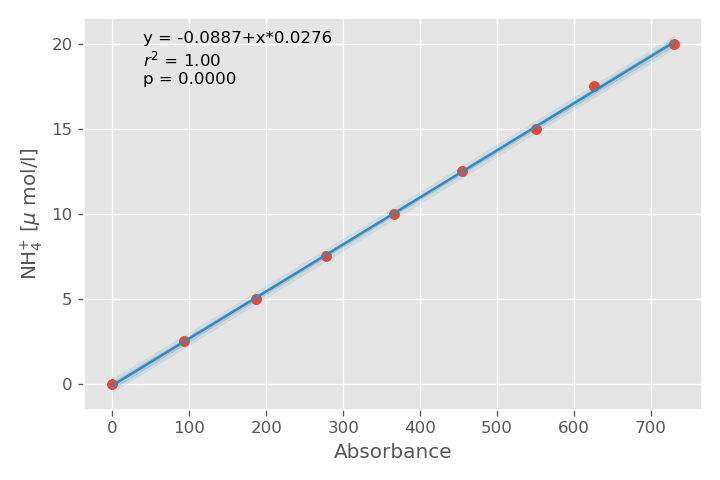 y = -0.0887+x*0.0276
r² = 1.00
p = 0.0000
20
15
10
5
0
NH₄⁺ [μ mol/l]
0 100 200 300 400 500 600 700
Absorbance